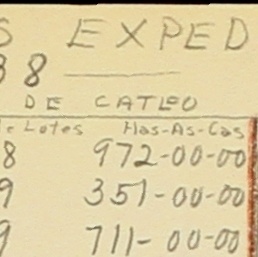 S EXPED
38
DE CATEO
Lotes Has-As-Cas
8 972-00-00
9 351-00-00
9 711-00-00